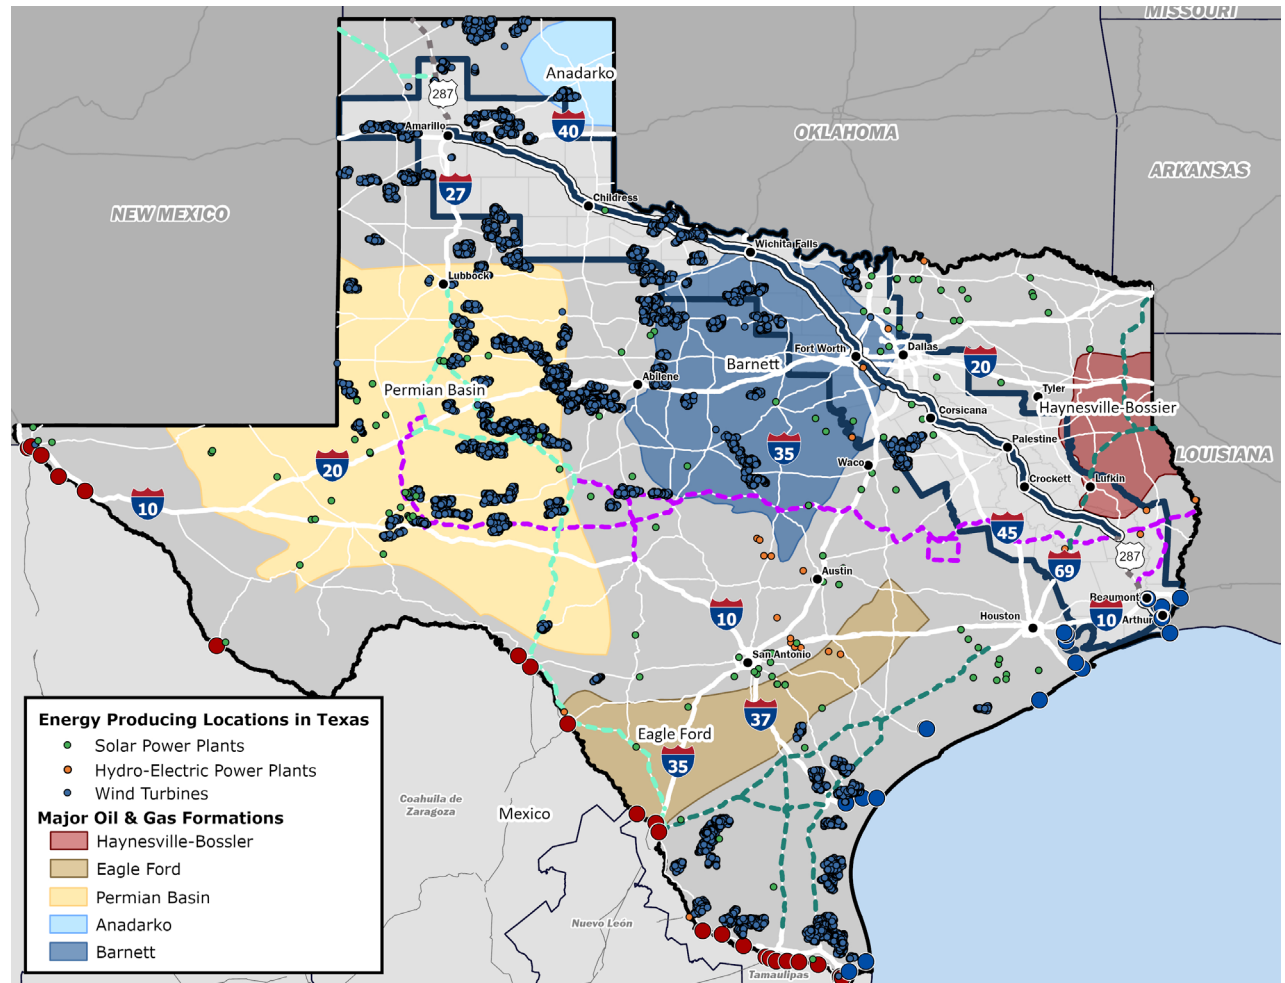 MISSOURI
Anadarko
287
40
OKLAHOMA
Amarillo
ARKANSAS
27
Childress
NEW MEXICO
Wichita Falls
Lubbock
Fort Worth
Dallas
Barnett
20
Abilene
Permian Basin
Tyler
Haynesville-Bossier
Corsicana
Palestine
35
LOUISIANA
Waco
20
Crockett
Lufkin
10
45
287
69
Austin
Beaumont
10
10
Houston
Arthur
San Antonio
37
Eagle Ford
35
Energy Producing Locations in Texas
Solar Power Plants
Hydro-Electric Power Plants
Wind Turbines
Major Oil & Gas Formations
Haynesville-Bossler
Eagle Ford
Permian Basin
Anadarko
Barnett
Coahuila de
Zaragoza
Mexico
Nuevo León
Tamaulipas